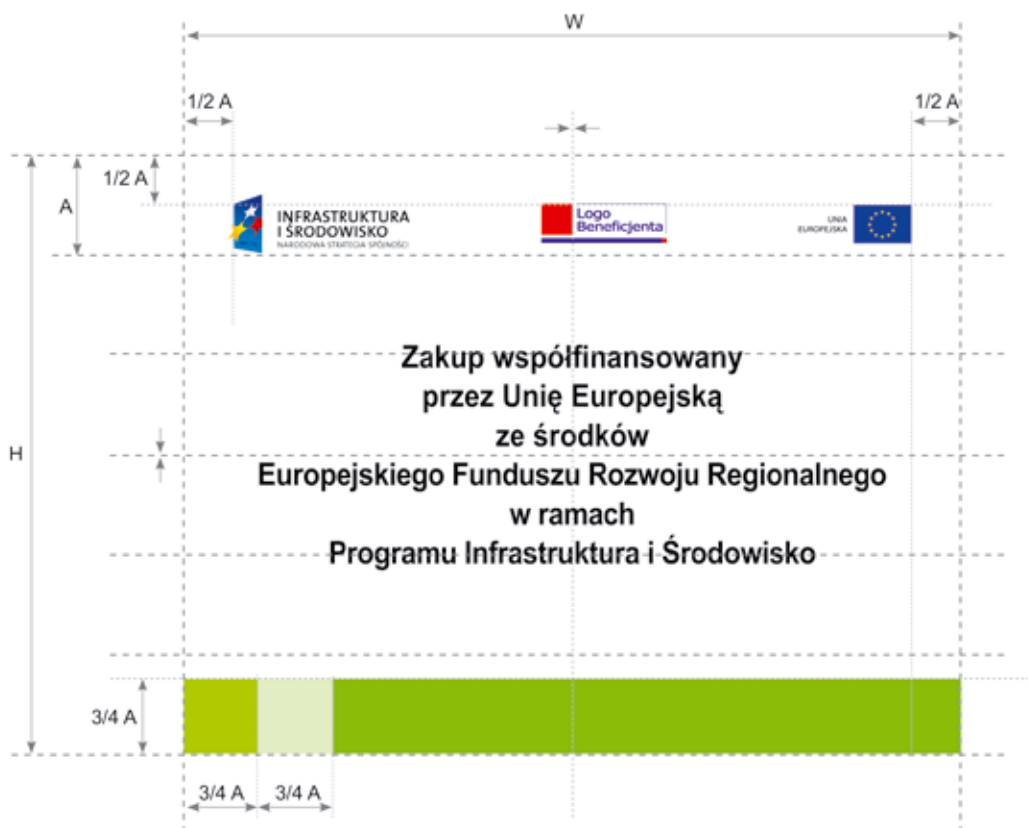 W
1/2 A
1/2 A
1/2 A
A
INFRASTRUKTURA
I ŚRODOWISKO
NARODOWA STRATEGIA SPÓJNOŚCI
Logo
Beneficjenta
UNIA
EUROPEJSKA
Zakup współfinansowany
przez Unię Europejską
ze środków
H
Europejskiego Funduszu Rozwoju Regionalnego
w ramach
Programu Infrastruktura i Środowisko
3/4 A
3/4 A
3/4 A